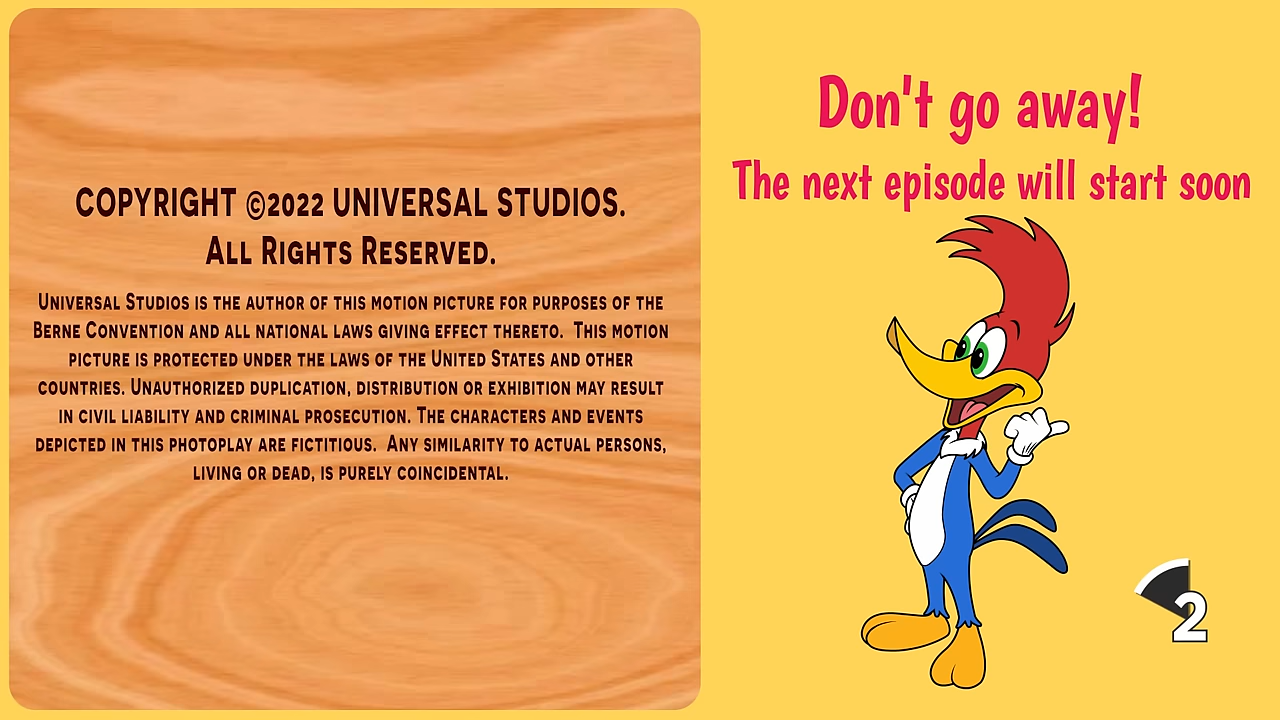 COPYRIGHT ©2022 UNIVERSAL STUDIOS.
ALL RIGHTS RESERVED.
UNIVERSAL STUDIOS IS THE AUTHOR OF THIS MOTION PICTURE FOR PURPOSES OF THE
BERNE CONVENTION AND ALL NATIONAL LAWS GIVING EFFECT THERETO. THIS MOTION
PICTURE IS PROTECTED UNDER THE LAWS OF THE UNITED STATES AND OTHER
COUNTRIES. UNAUTHORIZED DUPLICATION, DISTRIBUTION OR EXHIBITION MAY RESULT
IN CIVIL LIABILITY AND CRIMINAL PROSECUTION. THE CHARACTERS AND EVENTS
DEPICTED IN THIS PHOTOPLAY ARE FICTITIOUS. ANY SIMILARITY TO ACTUAL PERSONS,
LIVING OR DEAD, IS PURELY COINCIDENTAL.
Don't go away!
The next episode will start soon
2